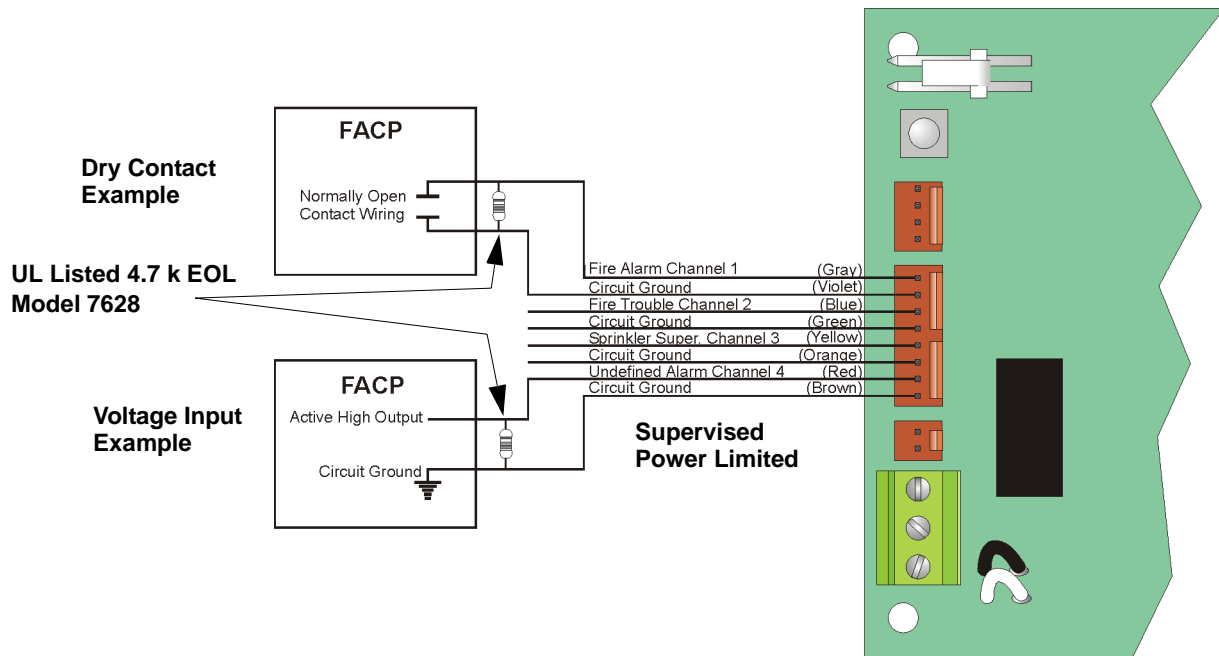 FACP
Dry Contact
Example
Normally Open
Contact Wiring
UL Listed 4.7 k EOL
Model 7628
Fire Alarm Channel 1 (Gray)
Circuit Ground (Violet)
Fire Trouble Channel 2 (Blue)
Circuit Ground (Green)
Sprinkler Super. Channel 3 (Yellow)
Circuit Ground (Orange)
Undefined Alarm Channel 4 (Red)
Circuit Ground (Brown)
FACP
Voltage Input
Example
Active High Output
Circuit Ground
Supervised
Power Limited